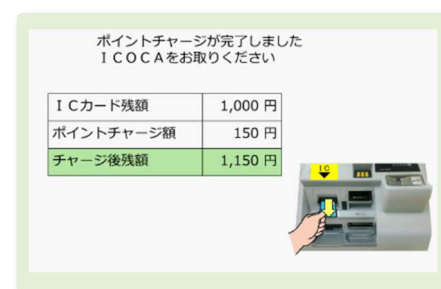 ポイントチャージが完了しました
ICOCAをお取りください
ICカード残額 1,000 円
ポイントチャージ額 150 円
チャージ後残額 1,150 円
IC